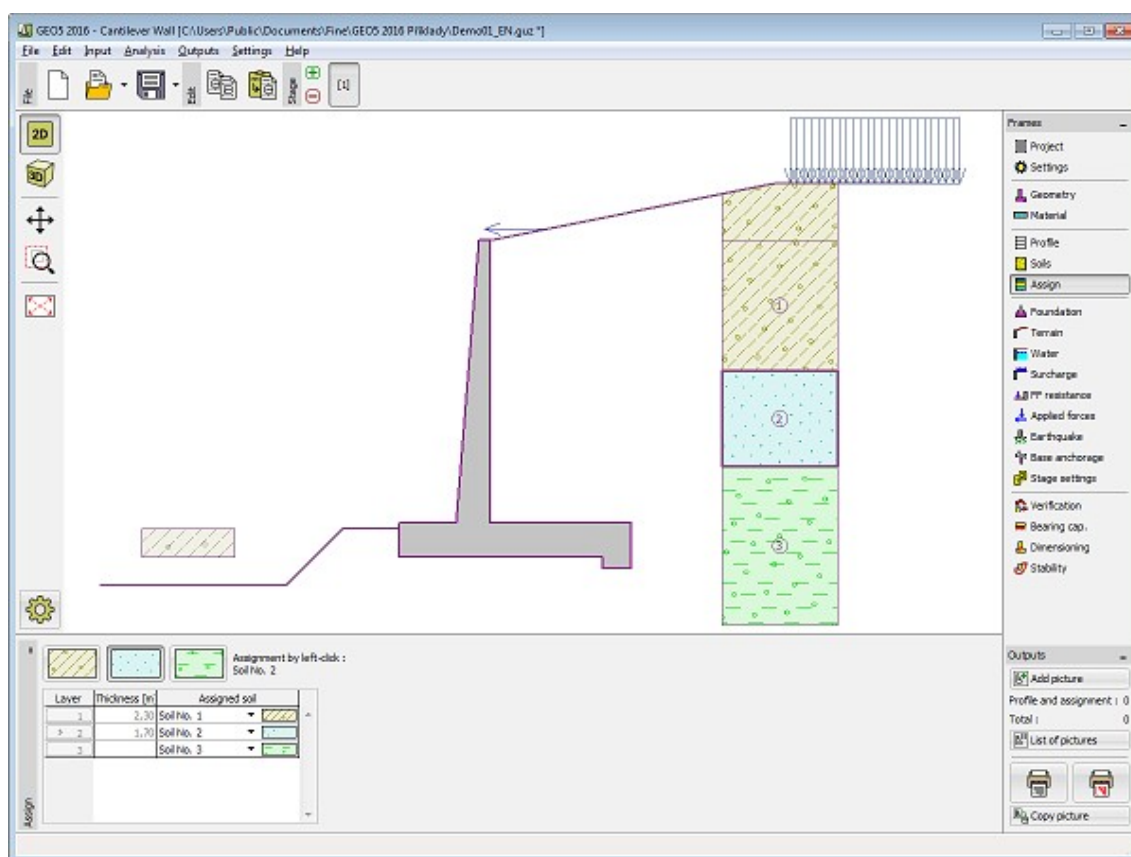 GEO5 2016 - Cantilever Wall [C:\Users\Public\Documents\Fine\GEO5 2016 Příklady\Demo01_EN.guz *]
File Edit Input Analysis Outputs Settings Help
File
Edit
Stage
[1]
2D
3D
1
2
3
Frames
Project
Settings
Geometry
Material
Profile
Soils
Assign
Foundation
Terrain
Water
Surcharge
FF resistance
Applied forces
Earthquake
Base anchorage
Stage settings
Verification
Bearing cap.
Dimensioning
Stability
Assign
Assignment by left-click :
Soil No. 2
Layer Thickness [m] Assigned soil
1 2,30 Soil No. 1
> 2 1,70 Soil No. 2
3 Soil No. 3
Outputs
Add picture
Profile and assignment : 0
Total : 0
List of pictures
Copy picture